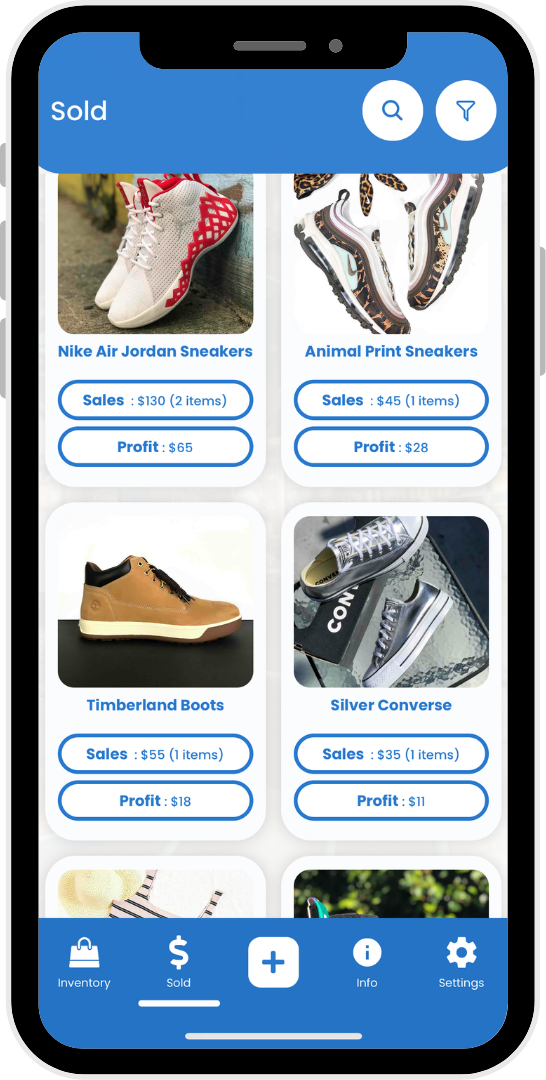 Sold
Nike Air Jordan Sneakers
Animal Print Sneakers
Sales : $130 (2 items)
Sales : $45 (1 items)
Profit : $65
Profit : $28
CONVE
CON
Timberland Boots
Silver Converse
Sales : $55 (1 items)
Sales : $35 (1 items)
Profit : $18
Profit : $11
Inventory
Sold
Info
Settings